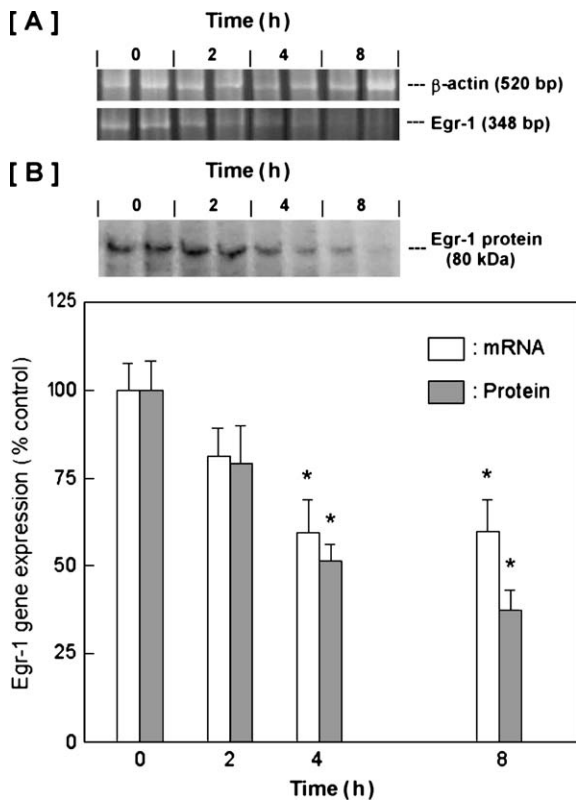 [ A ]
Time (h)
| 0 | 2 | 4 | 8 |
--- β-actin (520 bp)
--- Egr-1 (348 bp)
[ B ]
Time (h)
| 0 | 2 | 4 | 8 |
--- Egr-1 protein
(80 kDa)
Egr-1 gene expression ( % control)
125
100
75
50
25
0
: mRNA
: Protein
*
*
*
*
0 2 4 8
Time (h)